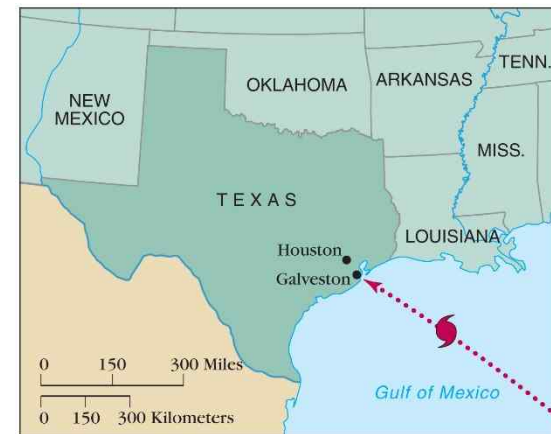 TENN.
OKLAHOMA
ARKANSAS
NEW
MEXICO
MISS.
TEXAS
LOUISIANA
Houston
Galveston
0 150 300 Miles
Gulf of Mexico
0 150 300 Kilometers